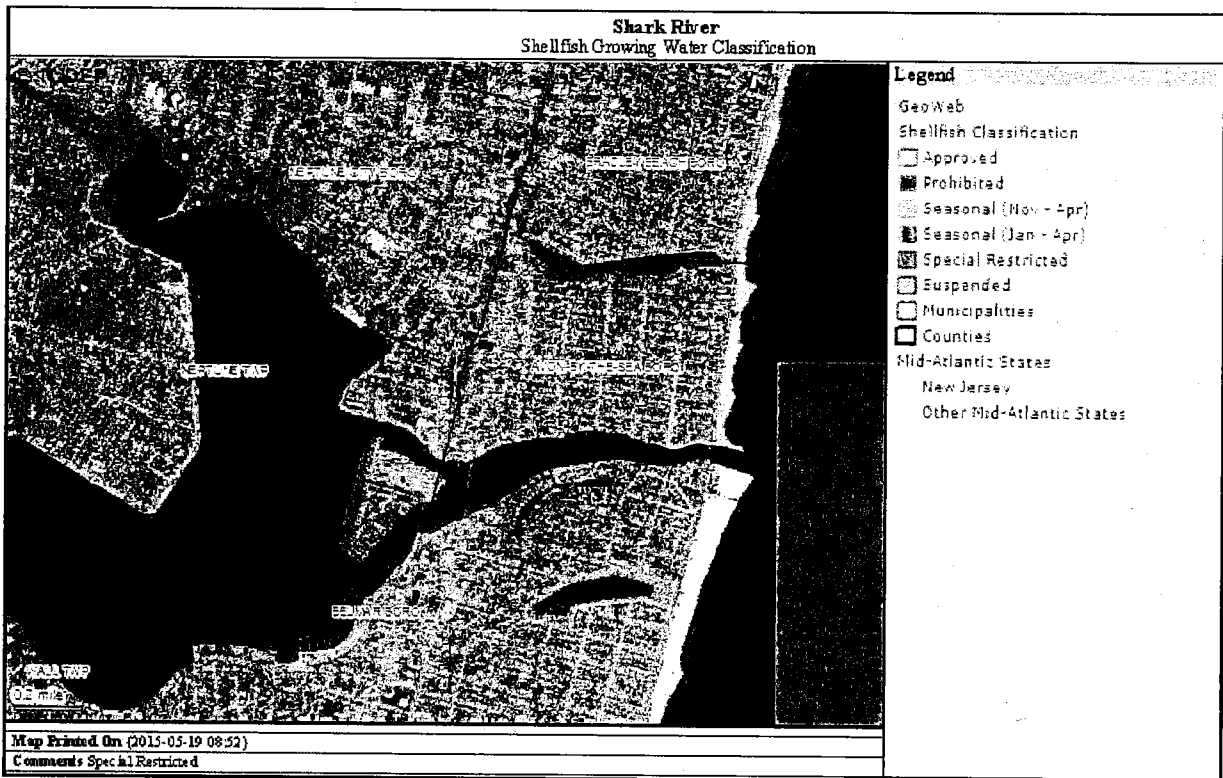 Shark River
Shellfish Growing Water Classification
Legend
GeoWeb
Shellfish Classification
Approved
Prohibited
Seasonal (Nov - Apr)
Seasonal (Jan - Apr)
Special Restricted
Suspended
Municipalities
Counties
Mid-Atlantic States
New Jersey
Other Mid-Atlantic States
NEPTUNE TWP
WALL TWP
Map Printed On (2015-05-19 08:52)
Comments Special Restricted